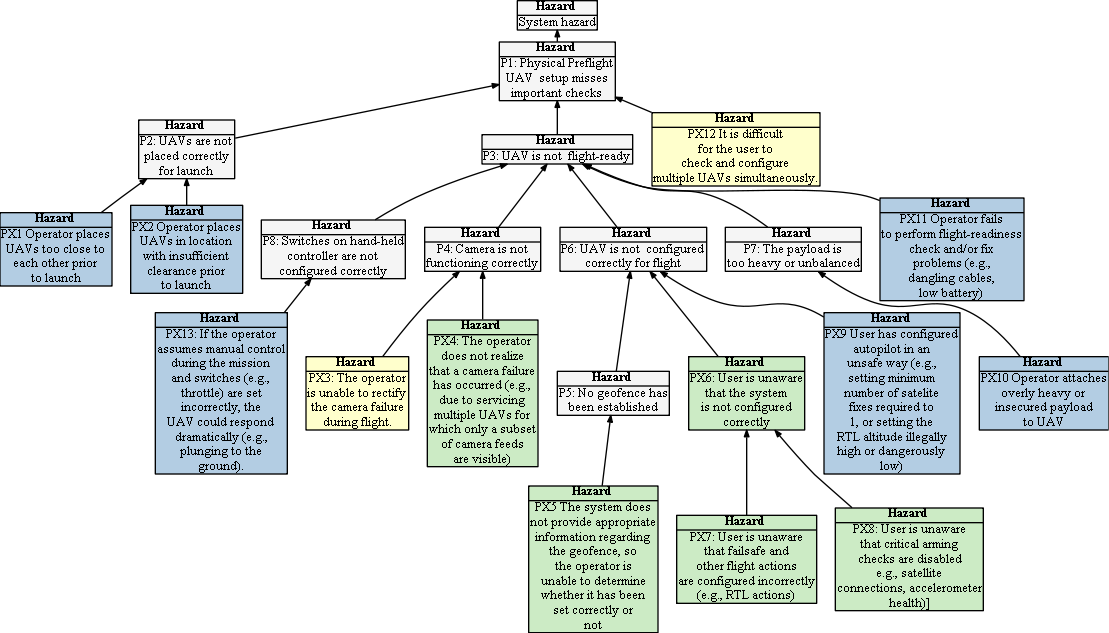 Hazard
System hazard
Hazard
P1: Physical Preflight
UAV setup misses
important checks
Hazard
P2: UAVs are not
placed correctly
for launch
Hazard
P3: UAV is not flight-ready
Hazard
PX12 It is difficult
for the user to
check and configure
multiple UAVs simultaneously.
Hazard
PX1 Operator places
UAVs too close to
each other prior
to launch
Hazard
PX2 Operator places
UAVs in location
with insufficient
clearance prior
to launch
Hazard
P8: Switches on hand-held
controller are not
configured correctly
Hazard
P4: Camera is not
functioning correctly
Hazard
P6: UAV is not configured
correctly for flight
Hazard
P7: The payload is
too heavy or unbalanced
Hazard
PX11 Operator fails
to perform flight-readiness
check and/or fix
problems (e.g.,
dangling cables,
low battery)
Hazard
PX13: If the operator
assumes manual control
during the mission
and switches (e.g.,
throttle) are set
incorrectly, the
UAV could respond
dramatically (e.g.,
plunging to the
ground).
Hazard
PX3: The operator
is unable to rectify
the camera failure
during flight.
Hazard
PX4: The operator
does not realize
that a camera failure
has occurred (e.g.,
due to servicing
multiple UAVs for
which only a subset
of camera feeds
are visible)
Hazard
P5: No geofence has
been established
Hazard
PX6: User is unaware
that the system
is not configured
correctly
Hazard
PX9 User has configured
autopilot in an
unsafe way (e.g.,
setting minimum
number of satelite
fixes required to
1, or setting the
RTL altitude illegally
high or dangerously
low)
Hazard
PX10 Operator attaches
overly heavy or
insecured payload
to UAV
Hazard
PX5 The system does
not provide appropriate
information regarding
the geofence, so
the operator is
unable to determine
whether it has been
set correctly or
not
Hazard
PX7: User is unaware
that failsafe and
other flight actions
are configured incorrectly
(e.g., RTL actions)
Hazard
PX8: User is unaware
that critical arming
checks are disabled
e.g., satellite
connections, accelerometer
health)]